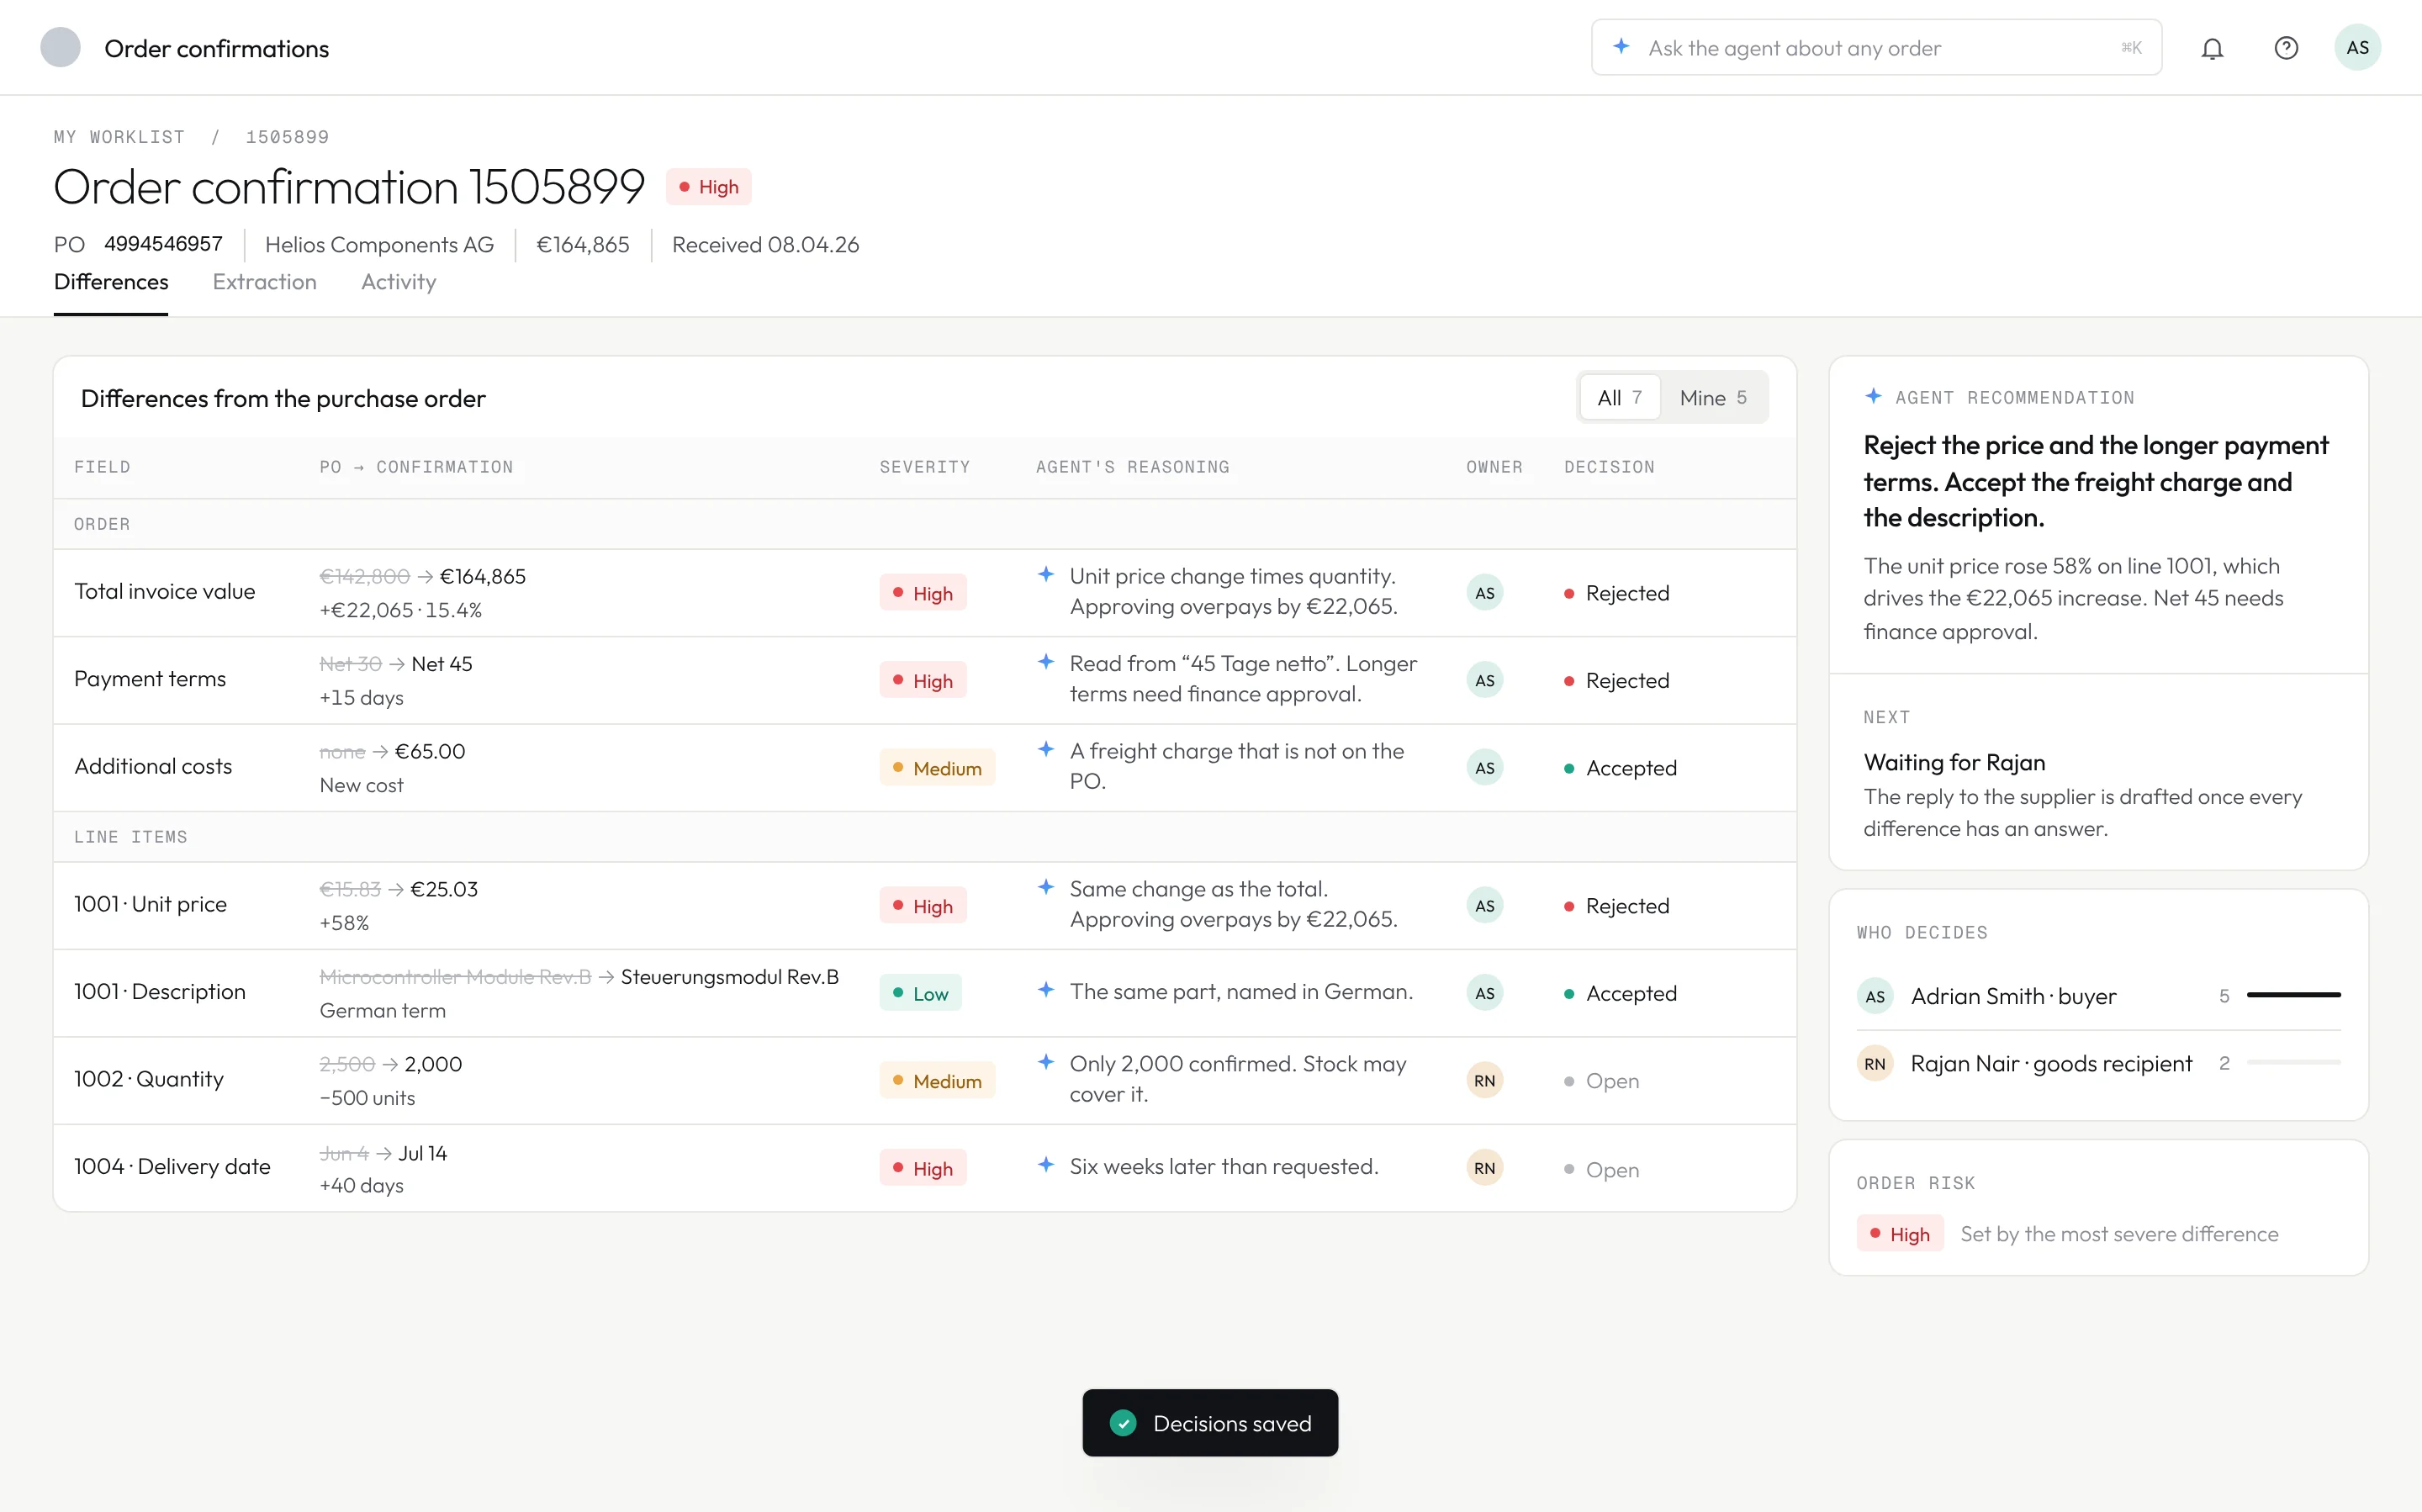 Order confirmations
Ask the agent about any order ⌘K
AS
MY WORKLIST / 1505899
Order confirmation 1505899 High
PO 4994546957 Helios Components AG €164,865 Received 08.04.26
Differences Extraction Activity
Differences from the purchase order
All 7 Mine 5
FIELD PO → CONFIRMATION SEVERITY AGENT'S REASONING OWNER DECISION
ORDER
Total invoice value
€142,800 → €164,865
+€22,065 · 15.4%
High
Unit price change times quantity.
Approving overpays by €22,065.
AS
Rejected
Payment terms
Net 30 → Net 45
+15 days
High
Read from “45 Tage netto”. Longer
terms need finance approval.
AS
Rejected
Additional costs
none → €65.00
New cost
Medium
A freight charge that is not on the
PO.
AS
Accepted
LINE ITEMS
1001 · Unit price
€15.83 → €25.03
+58%
High
Same change as the total.
Approving overpays by €22,065.
AS
Rejected
1001 · Description
Microcontroller Module Rev.B → Steuerungsmodul Rev.B
German term
Low
The same part, named in German.
AS
Accepted
1002 · Quantity
2,500 → 2,000
−500 units
Medium
Only 2,000 confirmed. Stock may
cover it.
RN
Open
1004 · Delivery date
Jun 4 → Jul 14
+40 days
High
Six weeks later than requested.
RN
Open
AGENT RECOMMENDATION
Reject the price and the longer payment
terms. Accept the freight charge and
the description.
The unit price rose 58% on line 1001, which
drives the €22,065 increase. Net 45 needs
finance approval.
NEXT
Waiting for Rajan
The reply to the supplier is drafted once every
difference has an answer.
WHO DECIDES
AS Adrian Smith · buyer 5
RN Rajan Nair · goods recipient 2
ORDER RISK
High Set by the most severe difference
Decisions saved